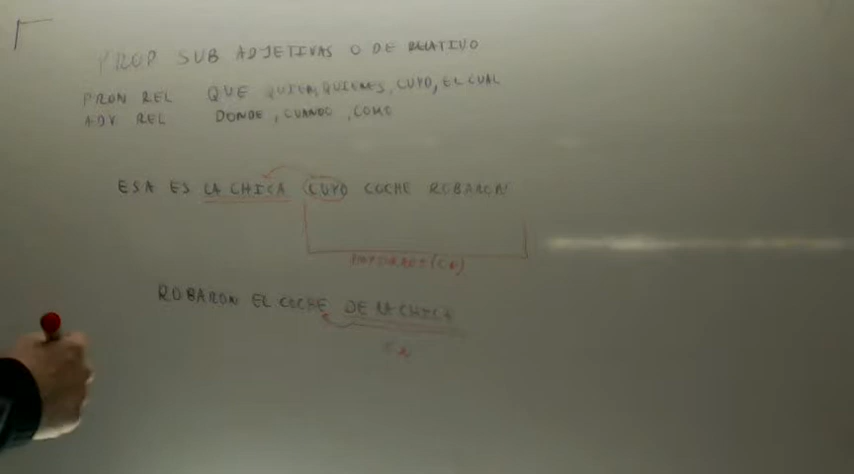 PROP SUB ADJETIVAS O DE RELATIVO
PRON REL QUE QUIEN, QUIENES, CUYO, EL CUAL
ADV REL DONDE, CUANDO, COMO
ESA ES LA CHICA CUYO COCHE ROBARON
ROBARON EL COCHE DE LA CHICA